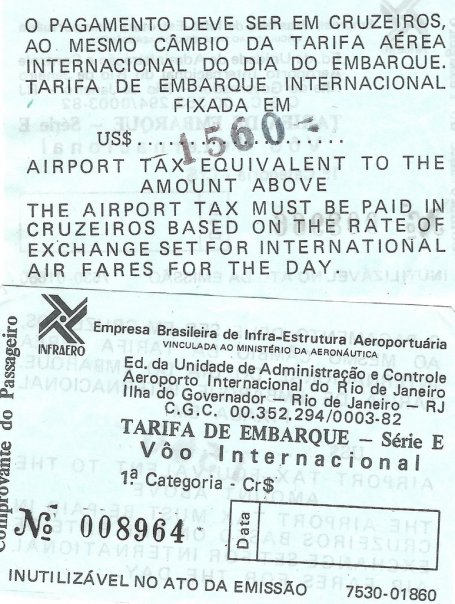 O PAGAMENTO DEVE SER EM CRUZEIROS,
AO MESMO CÂMBIO DA TARIFA AÉREA
INTERNACIONAL DO DIA DO EMBARQUE.
TARIFA DE EMBARQUE INTERNACIONAL
FIXADA EM
US$..................
1560-
AIRPORT TAX EQUIVALENT TO THE
AMOUNT ABOVE
THE AIRPORT TAX MUST BE PAID IN
CRUZEIROS BASED ON THE RATE OF
EXCHANGE SET FOR INTERNATIONAL
AIR FARES FOR THE DAY.
INFRAERO
Empresa Brasileira de Infra-Estrutura Aeroportuária
VINCULADA AO MINISTÉRIO DA AERONÁUTICA
Ed. da Unidade de Administração e Controle
Aeroporto Internacional do Rio de Janeiro
Ilha do Governador – Rio de Janeiro – RJ
C.G.C. 00.352.294/0003-82
TARIFA DE EMBARQUE – Série E
Vôo Internacional
1ª Categoria - Cr$
Nº 008964
Data
Comprovante do Passageiro
INUTILIZÁVEL NO ATO DA EMISSÃO 7530-01860